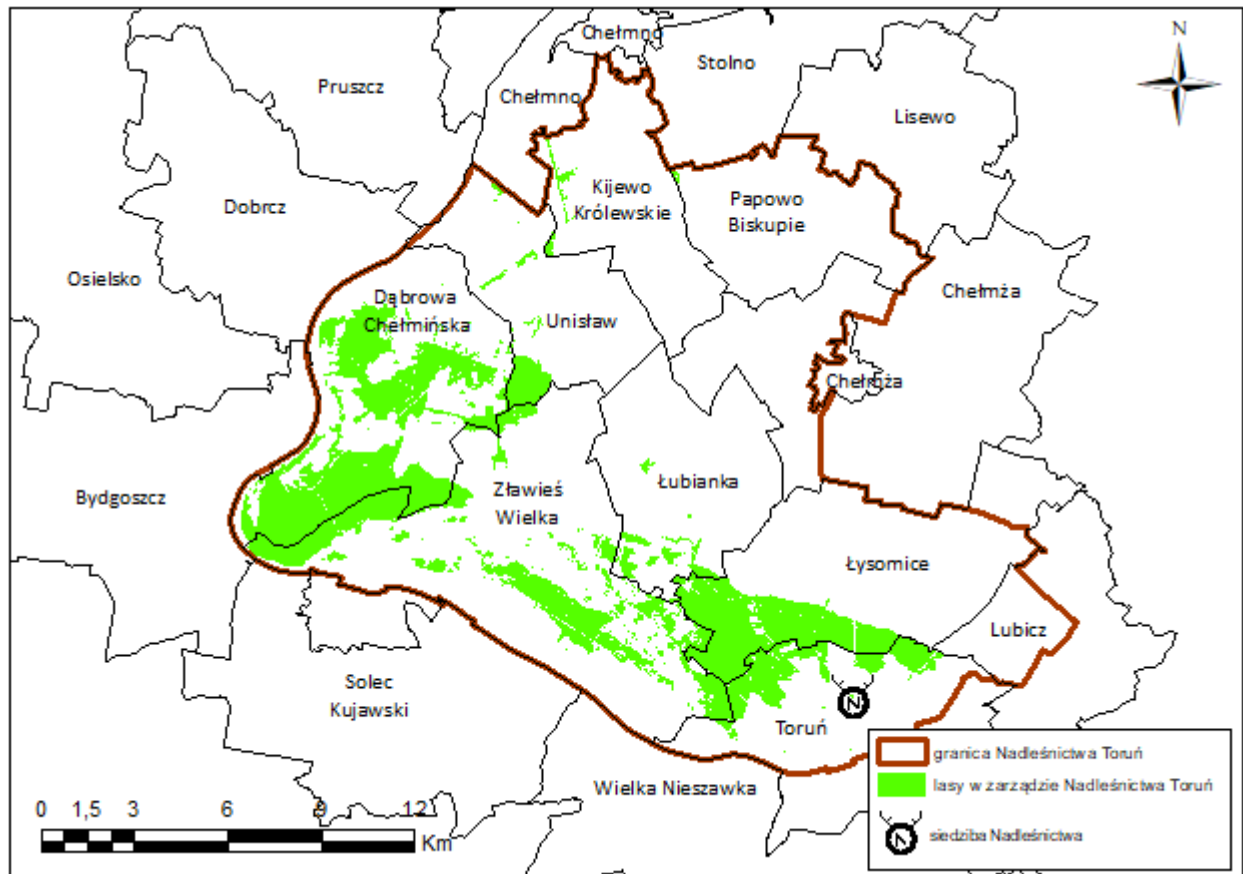 Chełmno
N
Stolno
Pruszcz
Chełmno
Lisewo
Kijewo
Królewskie
Papowo
Biskupie
Dobrcz
Osielsko
Chełmża
Dąbrowa
Chełmińska
Unisław
Chełmża
Bydgoszcz
Zławieś
Wielka
Łubianka
Łysomice
Lubicz
Solec
Kujawski
N
Toruń
Wielka Nieszawka
granica Nadleśnictwa Toruń
lasy w zarządzie Nadleśnictwa Toruń
N
siedziba Nadleśnictwa
0 1,5 3 6 9 12
Km